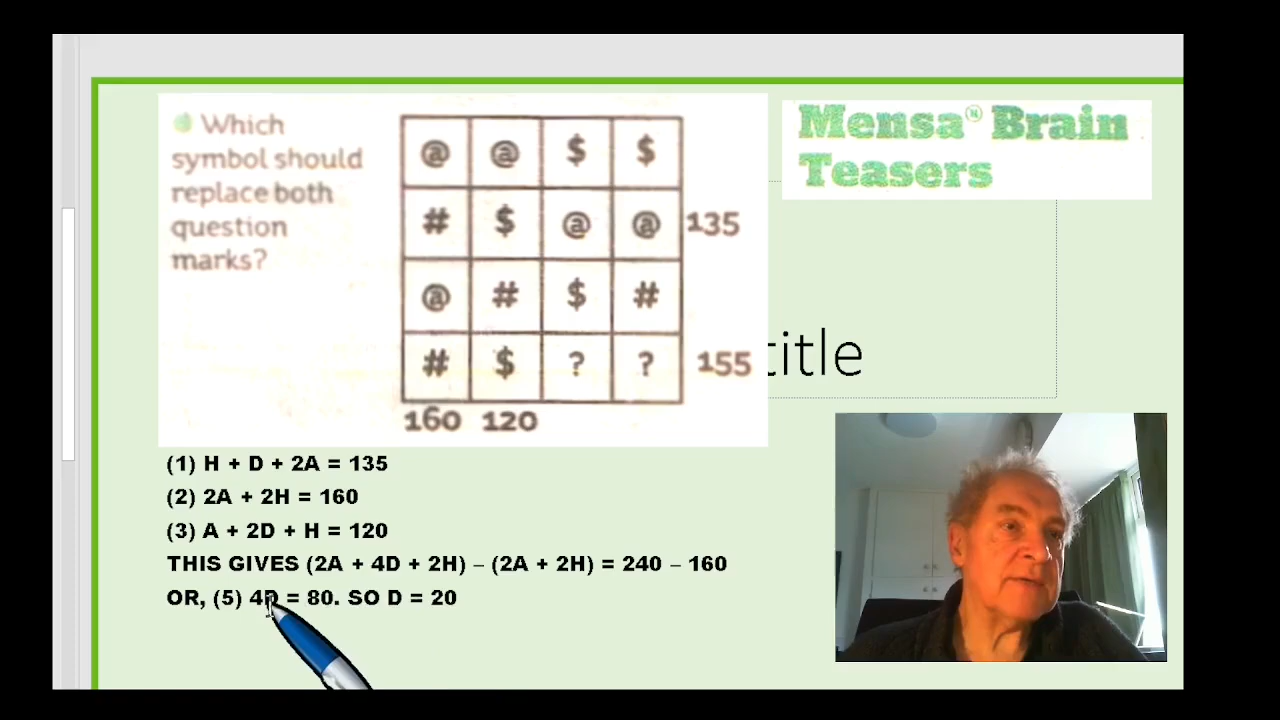 Which
symbol should
replace both
question
marks?
@ @ $ $
# $ @ @ 135
@ # $ #
# $ ? ? 155
160 120
Mensa® Brain
Teasers
title
(1) H + D + 2A = 135
(2) 2A + 2H = 160
(3) A + 2D + H = 120
THIS GIVES (2A + 4D + 2H) – (2A + 2H) = 240 – 160
OR, (5) 4D = 80. SO D = 20